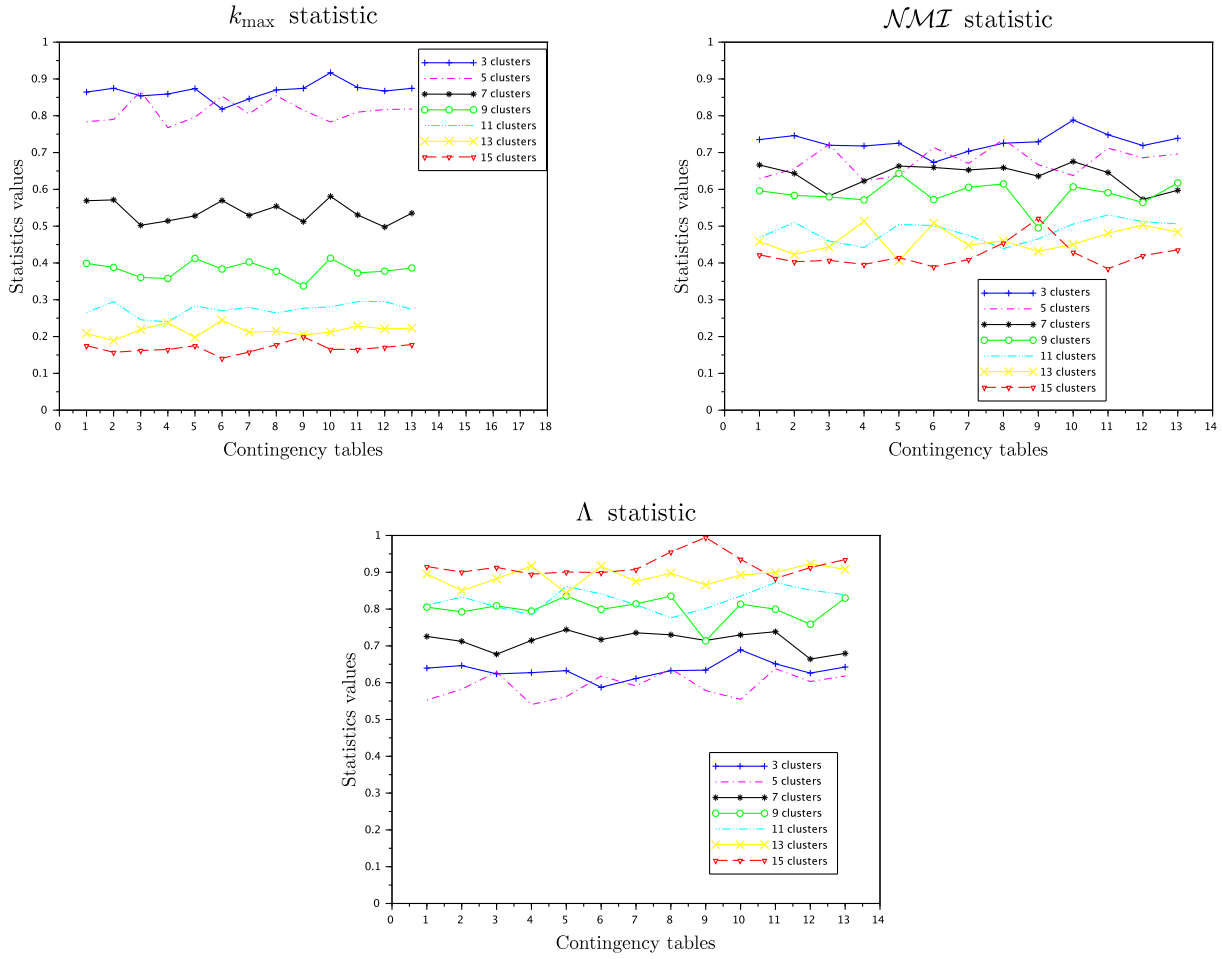 k_max statistic
1
0.9
0.8
0.7
0.6
0.5
0.4
0.3
0.2
0.1
0
Statistics values
3 clusters
5 clusters
7 clusters
9 clusters
11 clusters
13 clusters
15 clusters
0 1 2 3 4 5 6 7 8 9 10 11 12 13 14 15 16 17 18
Contingency tables
𝒩ℳℐ statistic
1
0.9
0.8
0.7
0.6
0.5
0.4
0.3
0.2
0.1
0
Statistics values
3 clusters
5 clusters
7 clusters
9 clusters
11 clusters
13 clusters
15 clusters
0 1 2 3 4 5 6 7 8 9 10 11 12 13 14
Contingency tables
Λ statistic
1
0.9
0.8
0.7
0.6
0.5
0.4
0.3
0.2
0.1
0
Statistics values
3 clusters
5 clusters
7 clusters
9 clusters
11 clusters
13 clusters
15 clusters
0 1 2 3 4 5 6 7 8 9 10 11 12 13 14
Contingency tables